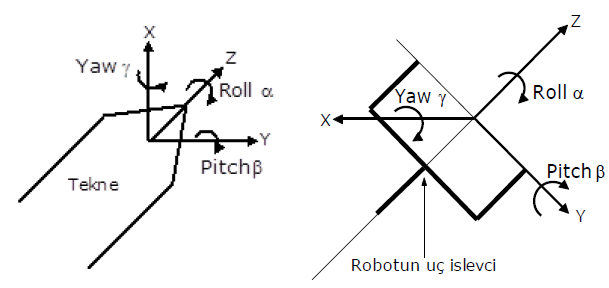 X
Z
Yaw γ
Roll α
Y
Pitchβ
Tekne
Z
Yaw γ
Roll α
X
Pitch β
Y
Robotun uç islevci